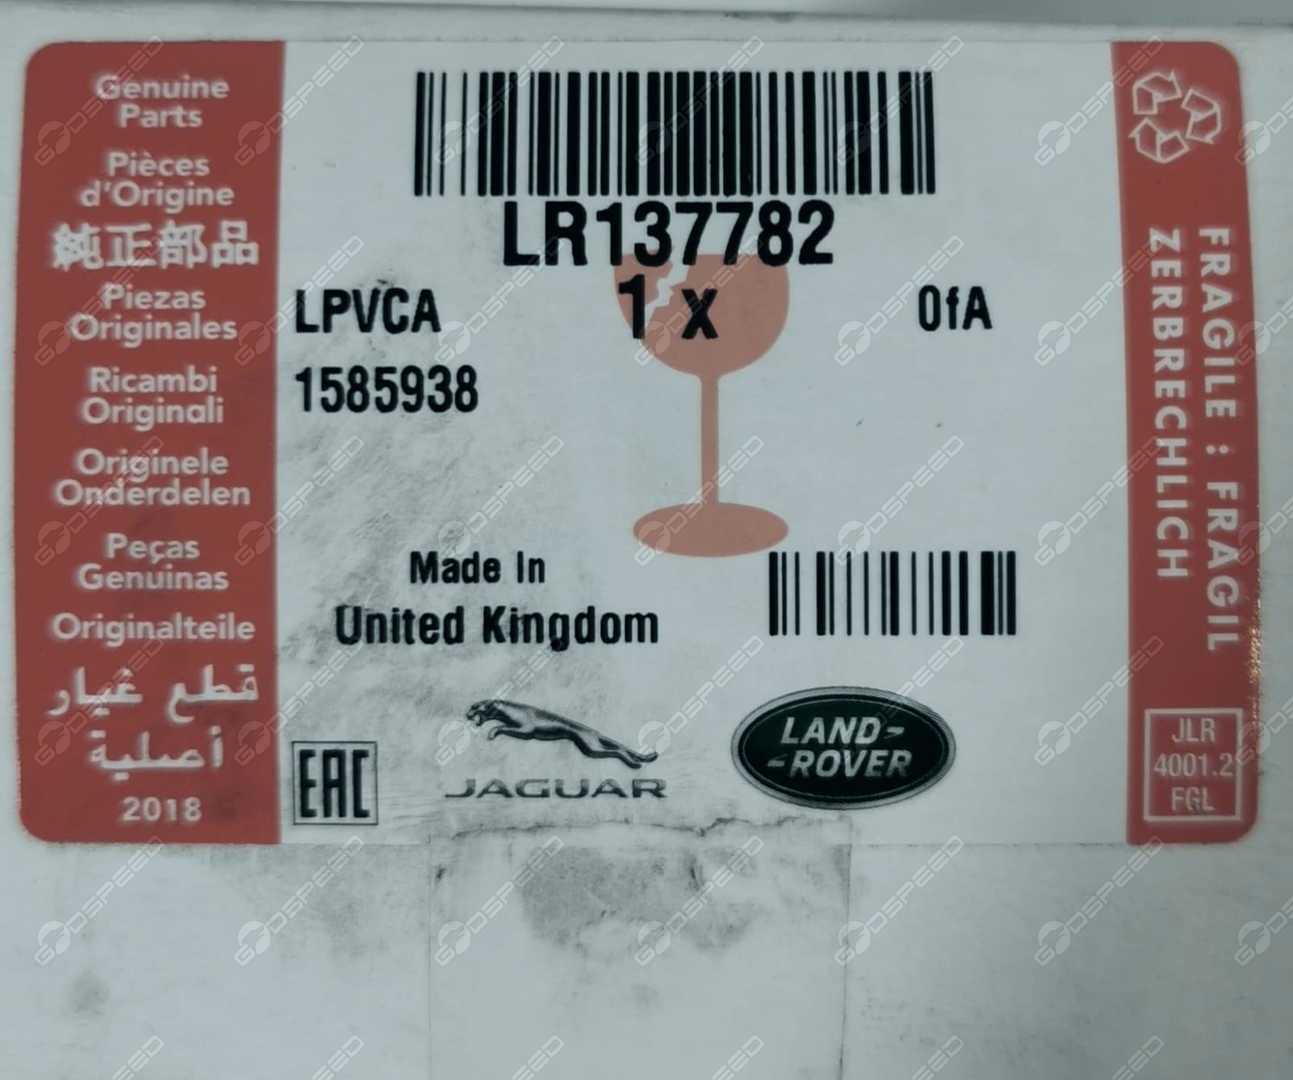 Genuine
Parts
Pièces
d'Origine
純正部品
Piezas
Originales
Ricambi
Originali
Originele
Onderdelen
Peças
Genuinas
Originalteile
قطع غيار
أصلية
2018
LR137782
LPVCA
1 x
0fA
1585938
Made In
United Kingdom
EAC
JAGUAR
LAND-
-ROVER
FRAGILE : FRAGIL
ZERBRECHLICH
JLR
4001.2
FGL
GODSPEED